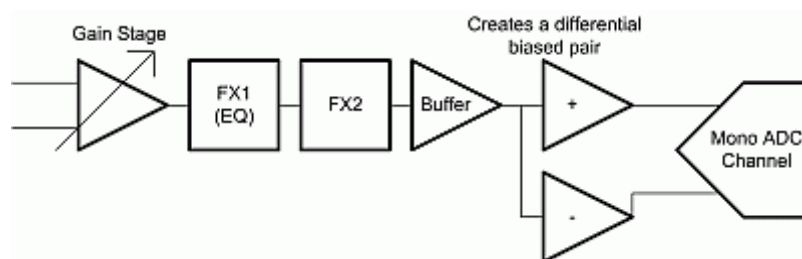 Gain Stage
FX1
(EQ)
FX2
Buffer
Creates a differential
biased pair
+
-
Mono ADC
Channel